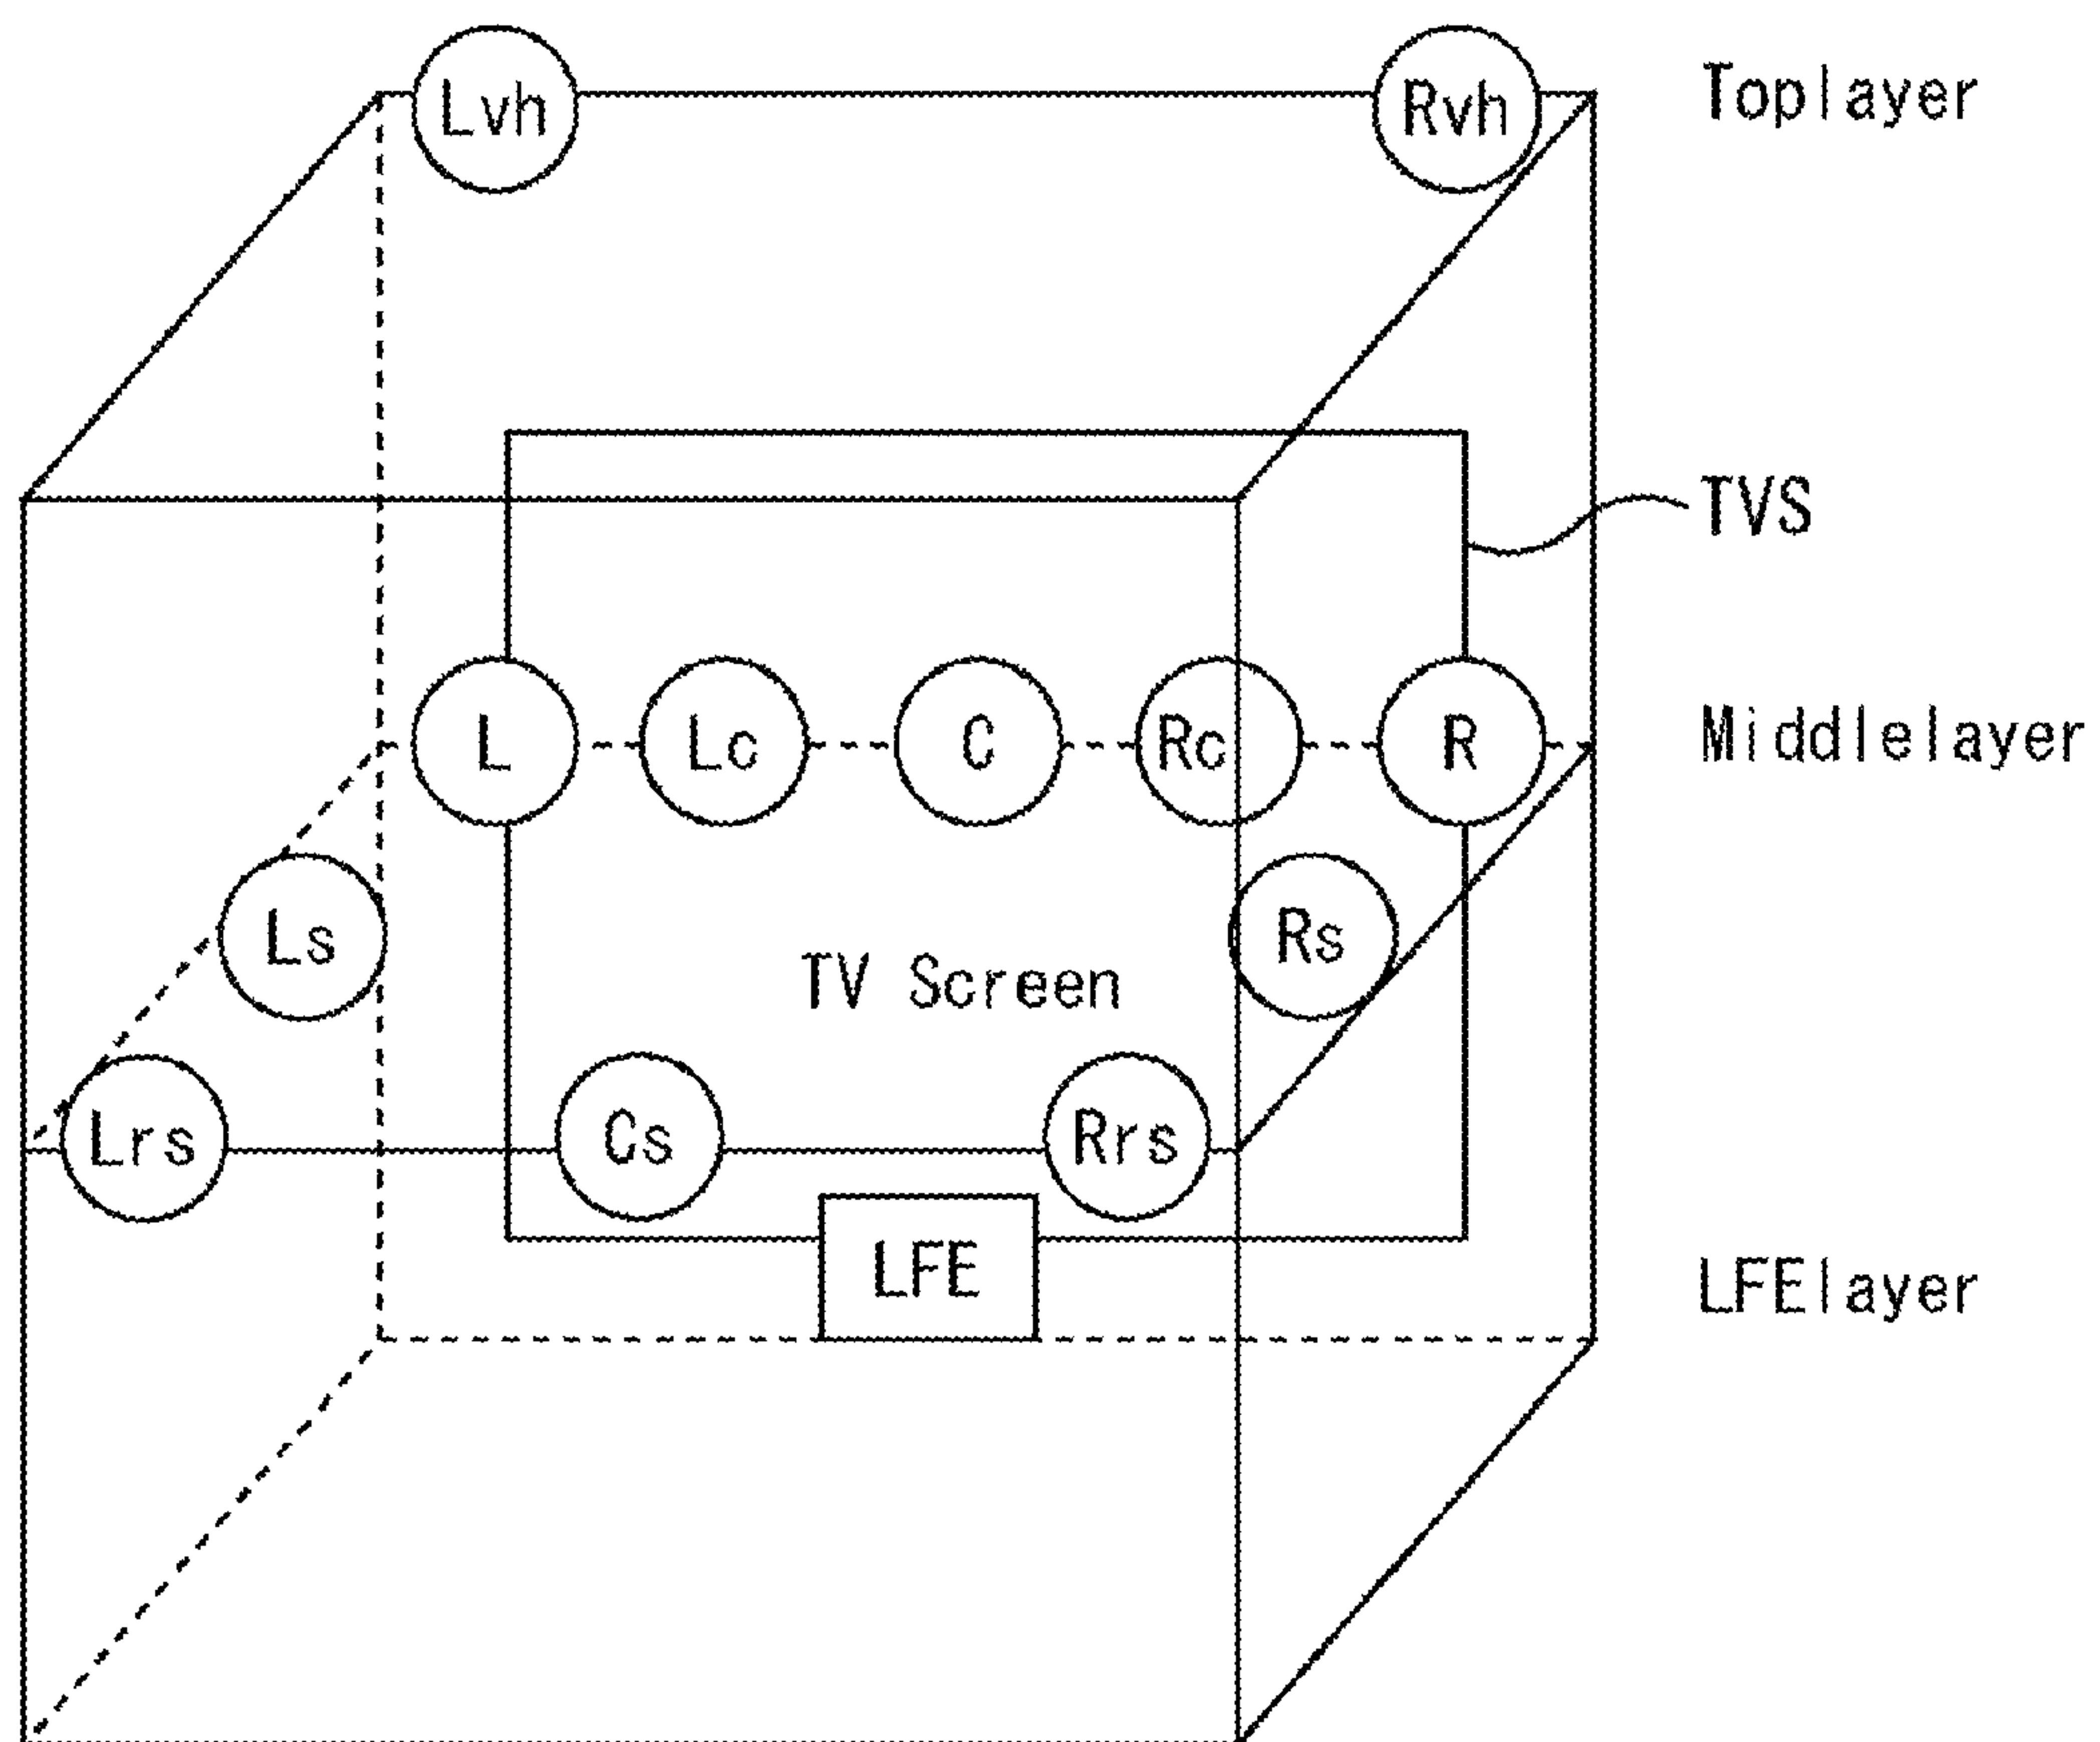 Lvh Rvh Toplayer
TVS
L Lc C Rc R Middlelayer
Ls Rs
TV Screen
Lrs Cs Rrs
LFE LFElayer